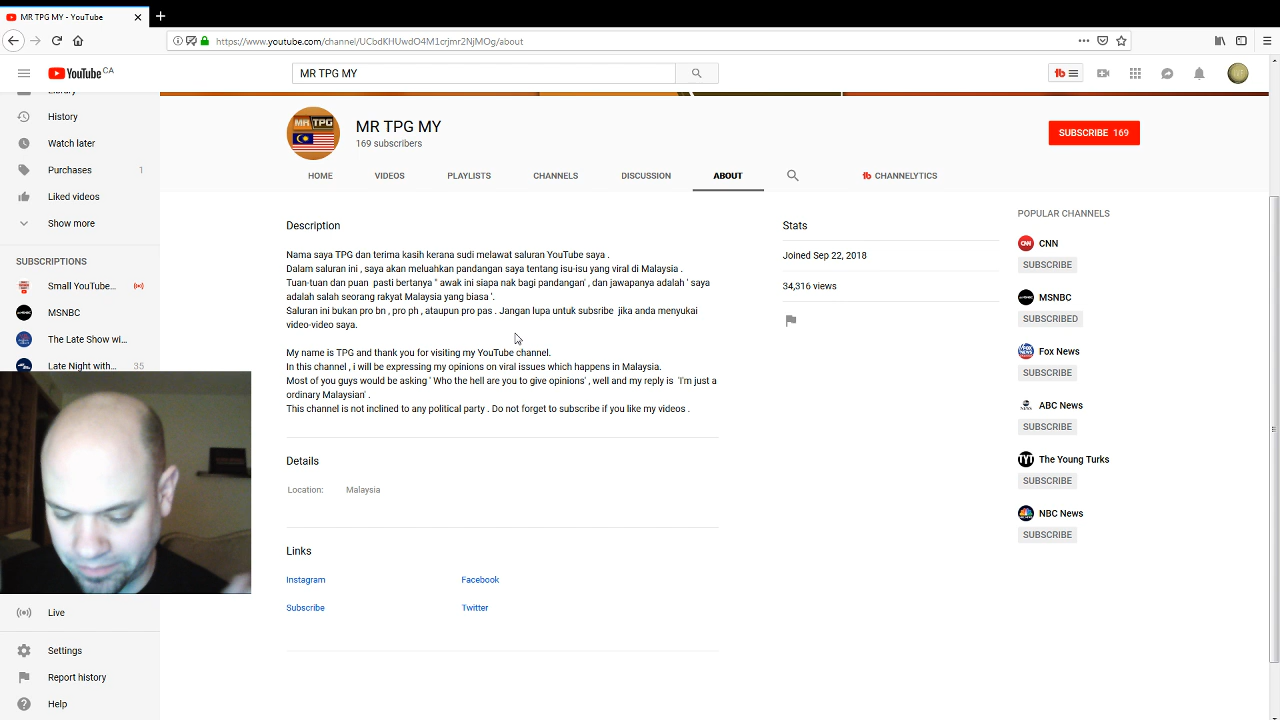 MR TPG MY - YouTube
https://www.youtube.com/channel/UCbdKHUwdO4M1crjmr2NjMOg/about
YouTube CA
MR TPG MY
Library
History
Watch later
Purchases 1
Liked videos
Show more
SUBSCRIPTIONS
Small YouTube...
MSNBC
The Late Show wi...
Late Night with... 35
Live
Settings
Report history
Help
MR TPG
MR TPG MY
169 subscribers
SUBSCRIBE 169
HOME VIDEOS PLAYLISTS CHANNELS DISCUSSION ABOUT CHANNELYTICS
Description
Nama saya TPG dan terima kasih kerana sudi melawat saluran YouTube saya .
Dalam saluran ini , saya akan meluahkan pandangan saya tentang isu-isu yang viral di Malaysia .
Tuan-tuan dan puan pasti bertanya " awak ini siapa nak bagi pandangan' , dan jawapanya adalah ' saya
adalah salah seorang rakyat Malaysia yang biasa '.
Saluran ini bukan pro bn , pro ph , ataupun pro pas . Jangan lupa untuk subsribe jika anda menyukai
video-video saya.
My name is TPG and thank you for visiting my YouTube channel.
In this channel , i will be expressing my opinions on viral issues which happens in Malaysia.
Most of you guys would be asking ' Who the hell are you to give opinions' , well and my reply is 'I'm just a
ordinary Malaysian' .
This channel is not inclined to any political party . Do not forget to subscribe if you like my videos .
Details
Location: Malaysia
Links
Instagram Facebook
Subscribe Twitter
Stats
Joined Sep 22, 2018
34,316 views
POPULAR CHANNELS
CNN
SUBSCRIBE
MSNBC
SUBSCRIBED
Fox News
SUBSCRIBE
ABC News
SUBSCRIBE
The Young Turks
SUBSCRIBE
NBC News
SUBSCRIBE